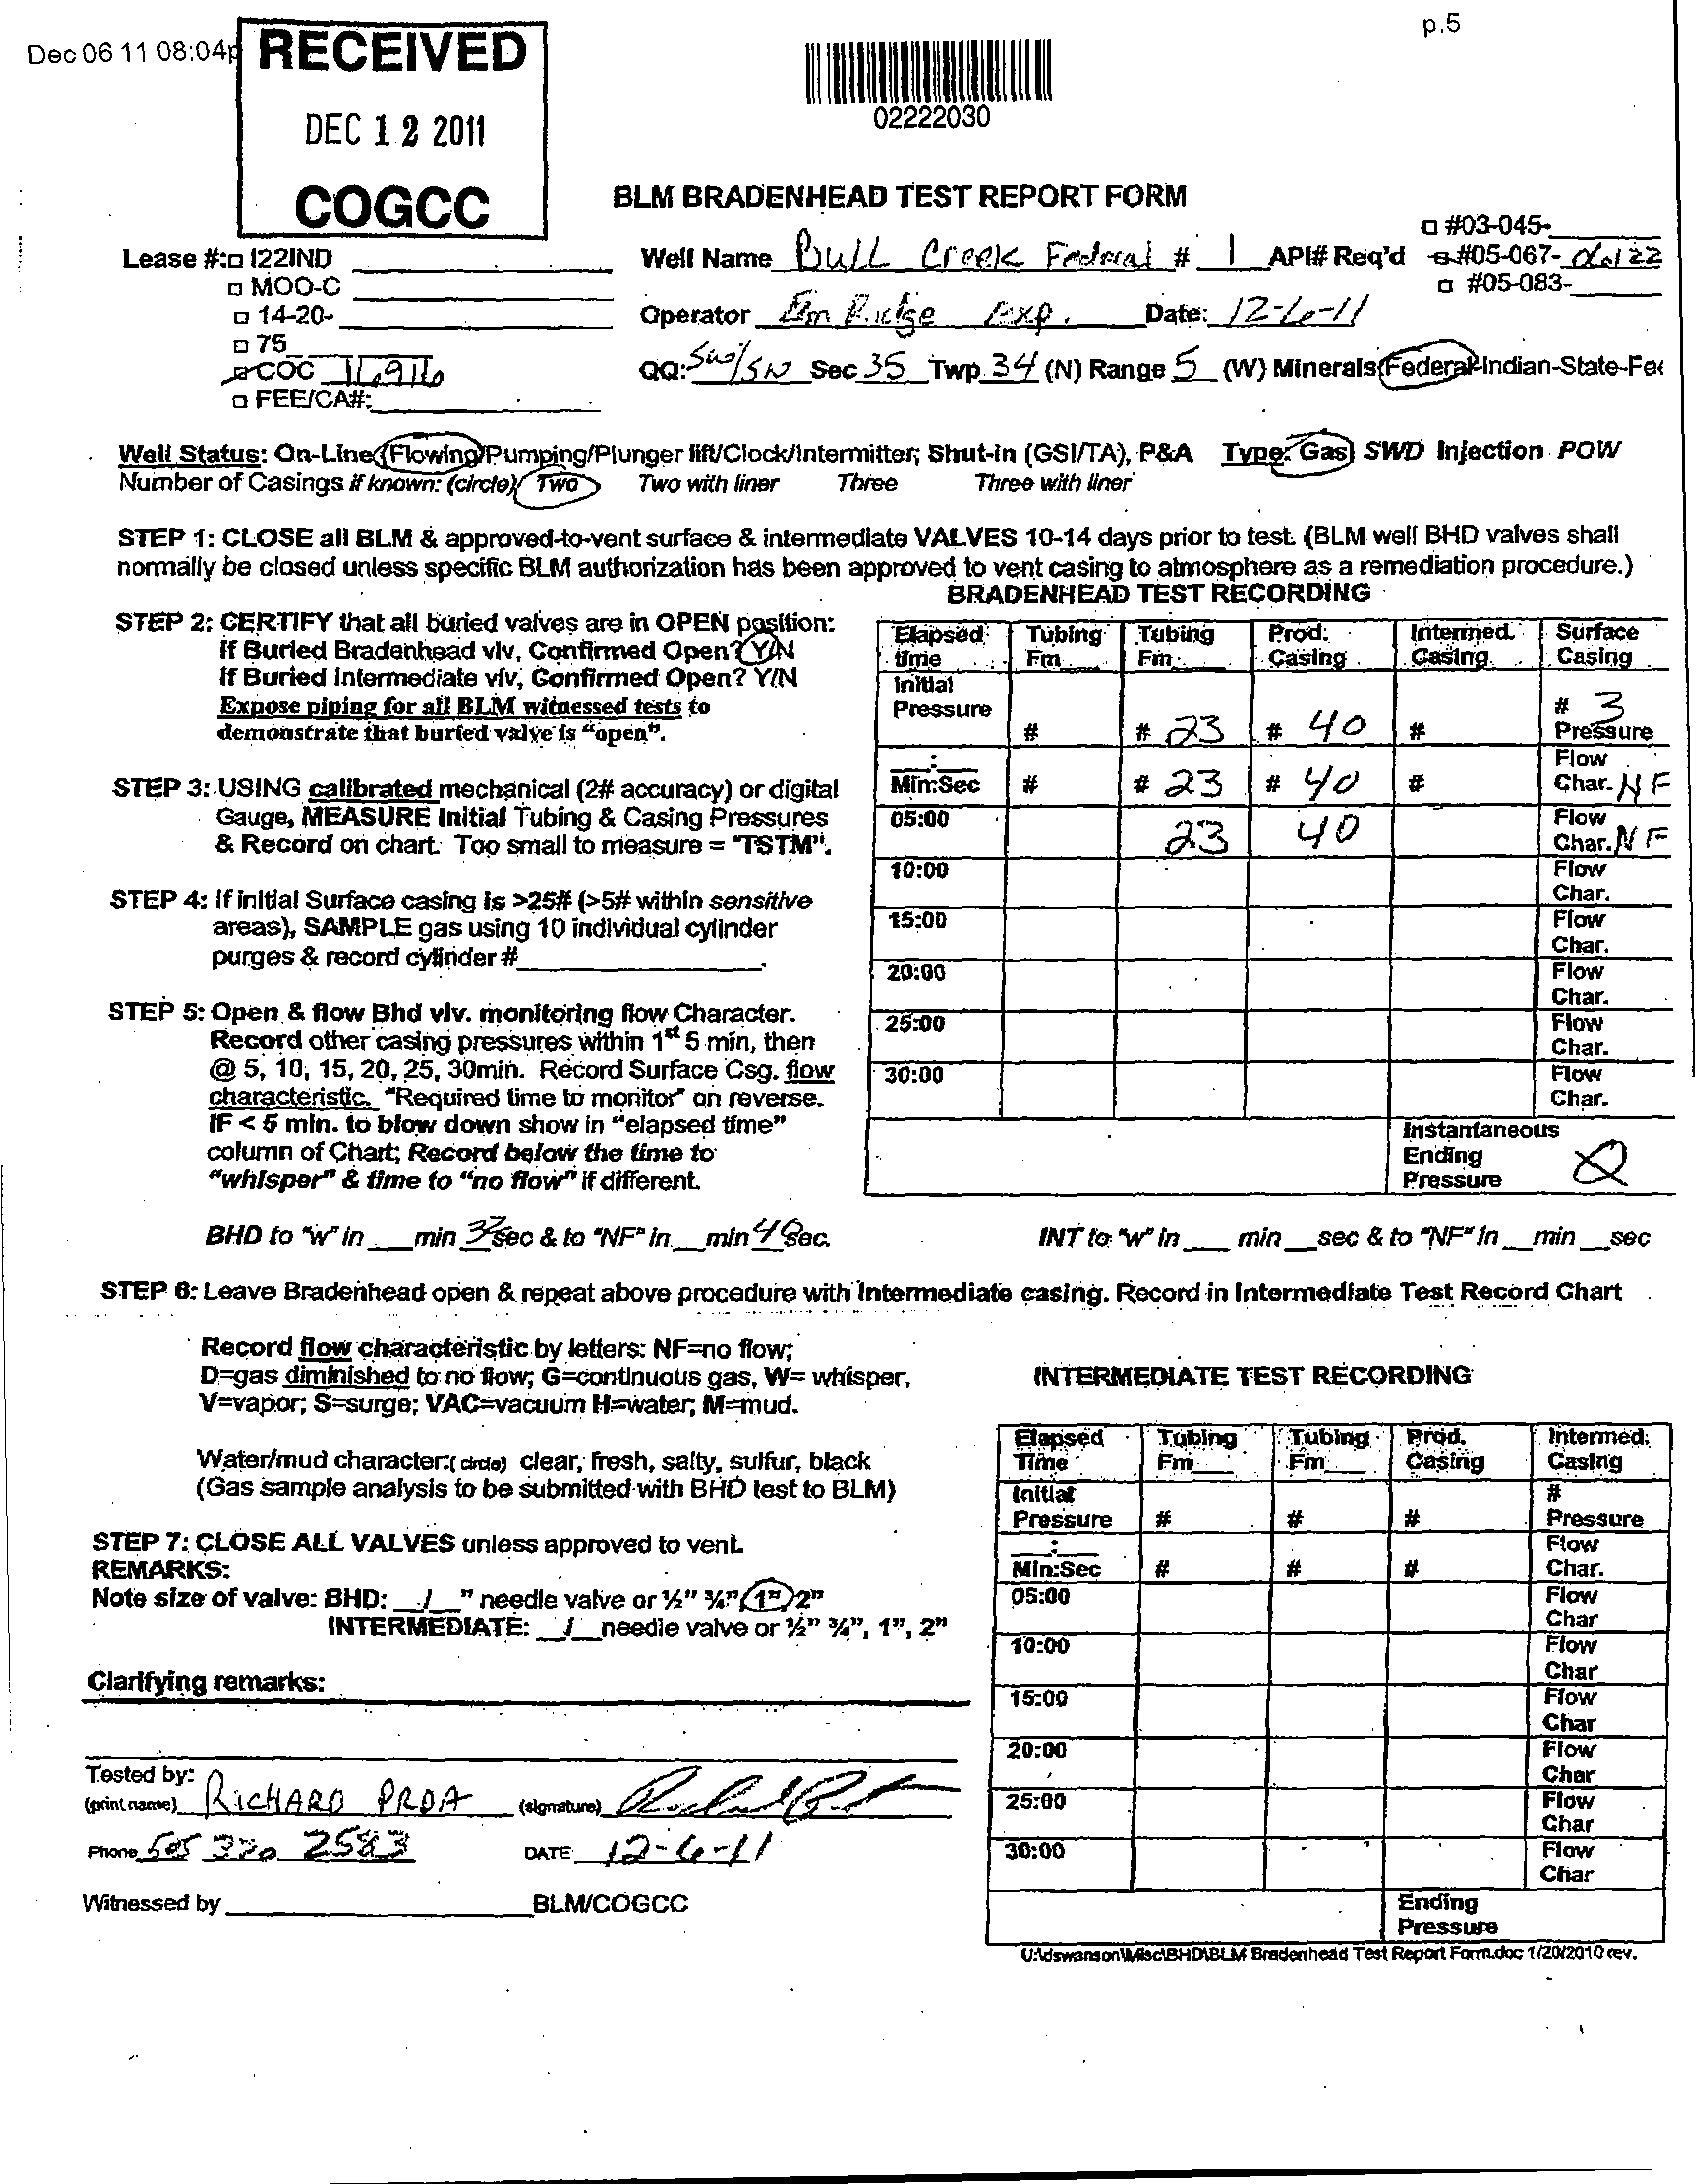 p.5
Dec 06 11 08:04p
RECEIVED
DEC 12 2011
COGCC
02222030
BLM BRADENHEAD TEST REPORT FORM
□ #03-045-
Lease #:□ I22IND
Well Name Bull Creek Federal # 1 API# Req'd #05-067-
□ MOO-C
□ #05-083-
□ 14-20-
Operator Elm Ridge Exp. Date: 12-6-11
□ 75
COC
QQ: SW/SW Sec 35 Twp 34 (N) Range 5 (W) Minerals Federal-Indian-State-Fee
□ FEE/CA#:
Well Status: On-Line (Flowing/Pumping/Plunger lift/Clock/Intermitter; Shut-in (GSI/TA), P&A Type: Gas SWD Injection POW
Number of Casings if known: (circle) Two Two with liner Three Three with liner
STEP 1: CLOSE all BLM & approved-to-vent surface & intermediate VALVES 10-14 days prior to test. (BLM well BHD valves shall
normally be closed unless specific BLM authorization has been approved to vent casing to atmosphere as a remediation procedure.)
BRADENHEAD TEST RECORDING
STEP 2: CERTIFY that all buried valves are in OPEN position:
If Buried Bradenhead vlv, Confirmed Open? Y/N
If Buried Intermediate vlv, Confirmed Open? Y/N
Expose piping for all BLM witnessed tests to
demonstrate that buried valve is "open".
STEP 3: USING calibrated mechanical (2# accuracy) or digital
Gauge, MEASURE Initial Tubing & Casing Pressures
& Record on chart. Too small to measure = "TSTM".
STEP 4: If initial Surface casing is >25# (>5# within sensitive
areas), SAMPLE gas using 10 individual cylinder
purges & record cylinder #
STEP 5: Open & flow Bhd vlv. monitoring flow Character.
Record other casing pressures within 1st 5 min, then
@ 5, 10, 15, 20, 25, 30min. Record Surface Csg. flow
characteristic. "Required time to monitor" on reverse.
IF < 5 min. to blow down show in "elapsed time"
column of Chart; Record below the time to
"whisper" & time to "no flow" if different.
Elapsed time Tubing Fm Tubing Fm Prod. Casing Intermed. Casing Surface Casing
Initial Pressure # # 23 # 40 # # 3 Pressure
__:__ Min:Sec # # 23 # 40 # Flow Char. NF
05:00 23 40 Flow Char. NF
10:00 Flow Char.
15:00 Flow Char.
20:00 Flow Char.
25:00 Flow Char.
30:00 Flow Char.
Instantaneous
Ending
Pressure
BHD to "w" in __min sec & to "NF" in __min sec. INT to "w" in __ min __sec & to "NF" in __min __sec
STEP 6: Leave Bradenhead open & repeat above procedure with Intermediate casing. Record in Intermediate Test Record Chart
Record flow characteristic by letters: NF=no flow;
D=gas diminished to no flow; G=continuous gas, W= whisper,
V=vapor; S=surge; VAC=vacuum H=water; M=mud.
Water/mud character:( circle) clear, fresh, salty, sulfur, black
(Gas sample analysis to be submitted with BHD test to BLM)
STEP 7: CLOSE ALL VALVES unless approved to vent.
REMARKS:
Note size of valve: BHD: __/__" needle valve or ½" ¾", 1", 2"
INTERMEDIATE: __/__needle valve or ½" ¾", 1", 2"
Clarifying remarks:
INTERMEDIATE TEST RECORDING
Elapsed Time Tubing Fm Tubing Fm Prod. Casing Intermed. Casing
Initial Pressure # # # # Pressure
__:__ Min:Sec # # # Flow Char.
05:00 Flow Char
10:00 Flow Char
15:00 Flow Char
20:00 Flow Char
25:00 Flow Char
30:00 Flow Char
Ending
Pressure
Tested by:
(print name) RICHARD PROA (signature)
Phone 505 320 2583 DATE 12-6-11
Witnessed by BLM/COGCC
U:\dswanson\Misc\BHD\BLM Bradenhead Test Report Form.doc 1/20/2010 rev.